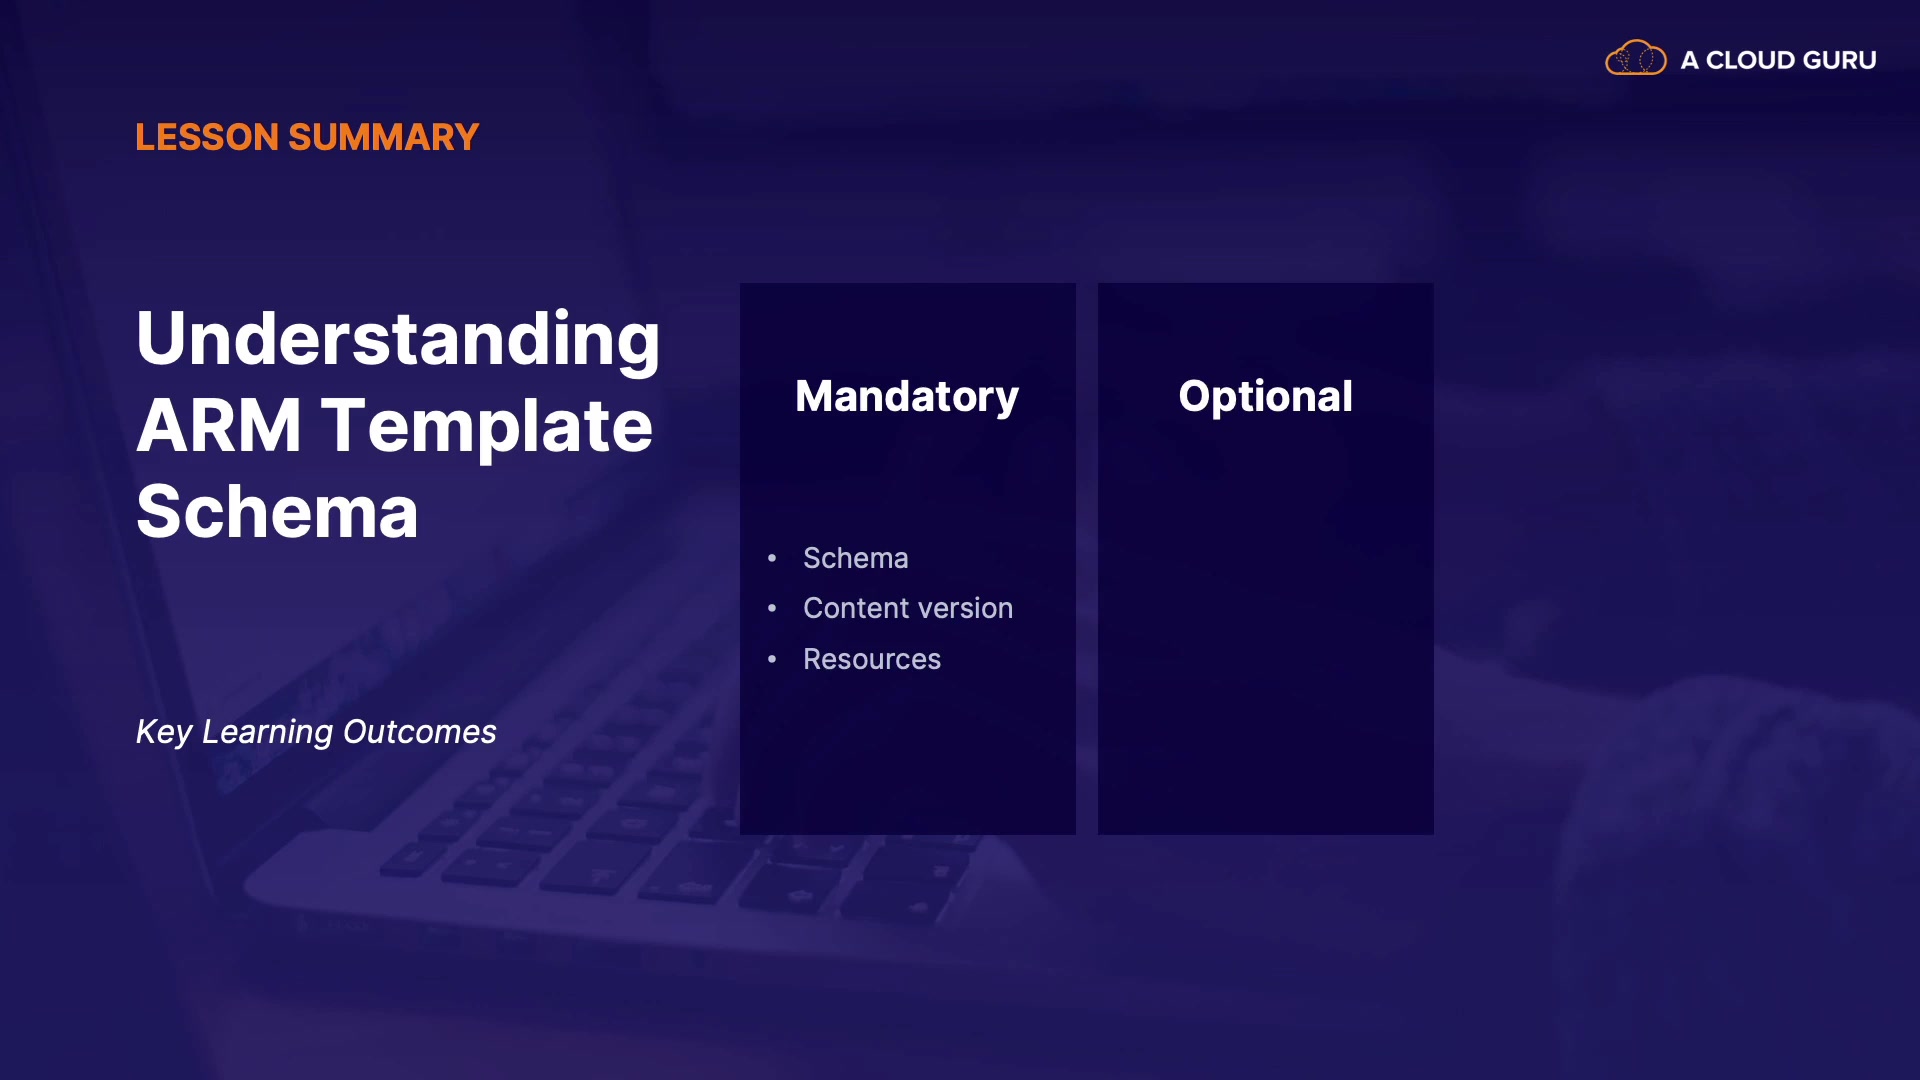 A CLOUD GURU
LESSON SUMMARY
Understanding
ARM Template
Schema
Key Learning Outcomes
Mandatory
• Schema
• Content version
• Resources
Optional